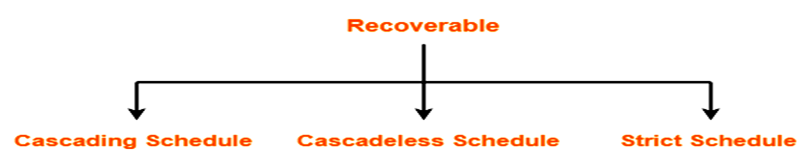 Recoverable
Cascading Schedule
Cascadeless Schedule
Strict Schedule